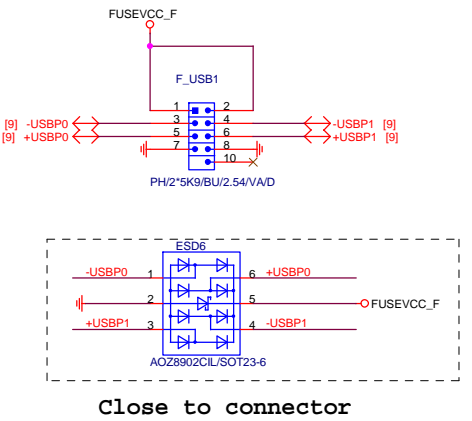 FUSEVCC_F
F_USB1
1 2
[9] -USBP0 3 4 -USBP1 [9]
[9] +USBP0 5 6 +USBP1 [9]
7 8
10
PH/2*5K9/BU/2.54/VA/D
ESD6
-USBP0 1 6 +USBP0
2 5 FUSEVCC_F
+USBP1 3 4 -USBP1
AOZ8902CIL/SOT23-6
Close to connector